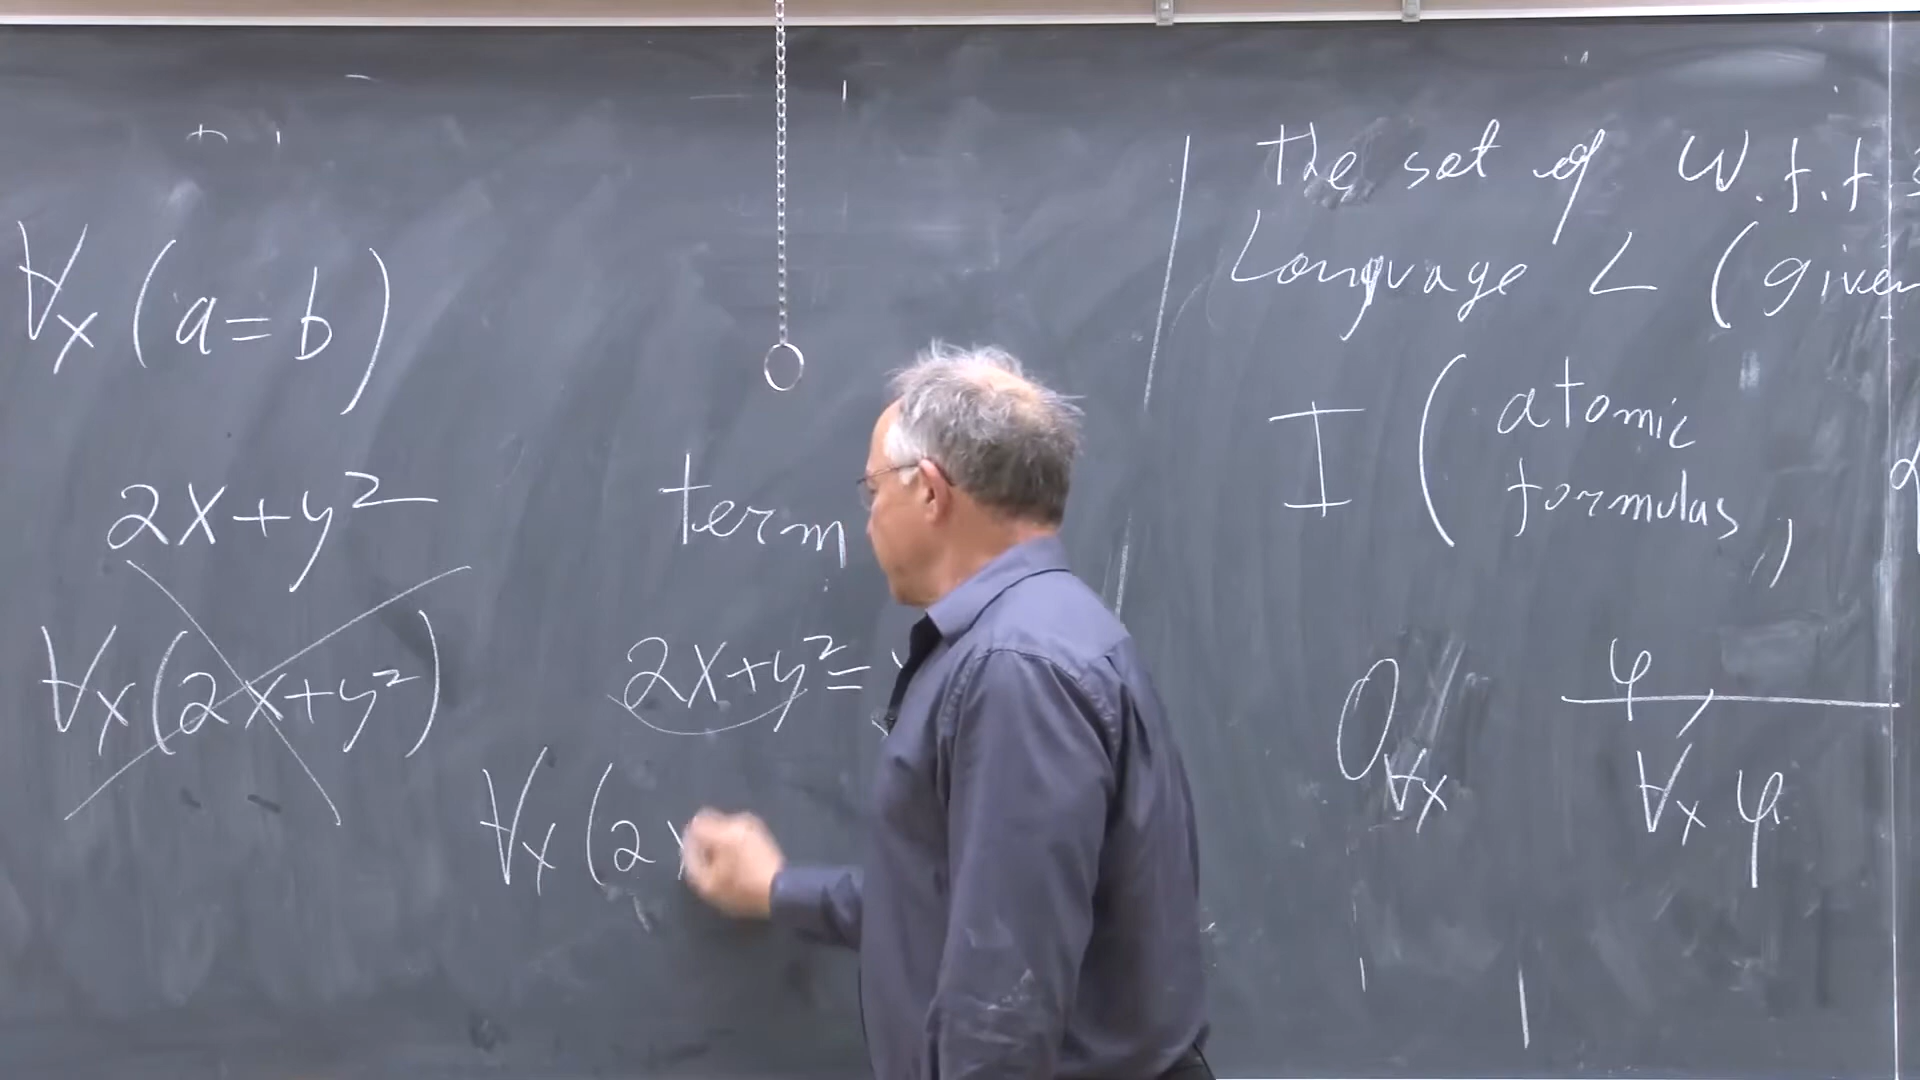 ∀x (a=b)
2x+y²
∀x (2x+y²)
term
2x+y²=
∀x (2
The set of W.f.f.s
Language L (given
I ( atomic
formulas,
O∀x
φ
∀x φ